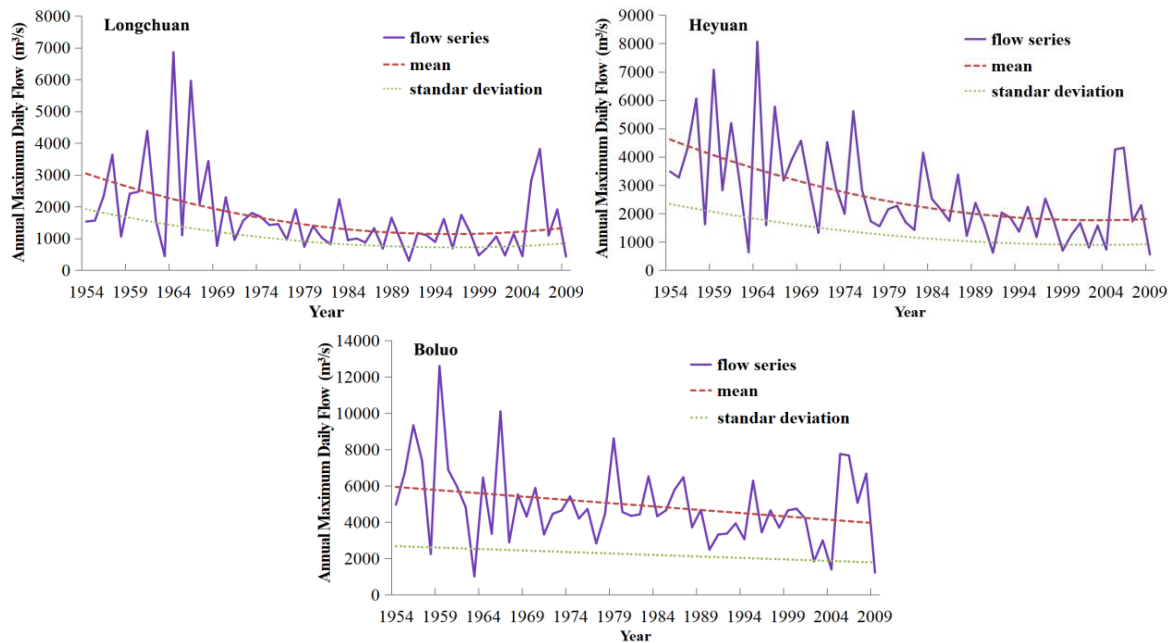 Longchuan
Annual Maximum Daily Flow (m³/s)
8000
7000
6000
5000
4000
3000
2000
1000
0
flow series
mean
standar deviation
1954 1959 1964 1969 1974 1979 1984 1989 1994 1999 2004 2009
Year
Heyuan
Annual Maximum Daily Flow (m³/s)
9000
8000
7000
6000
5000
4000
3000
2000
1000
0
flow series
mean
standar deviation
1954 1959 1964 1969 1974 1979 1984 1989 1994 1999 2004 2009
Year
Boluo
Annual Maximum Daily Flow (m³/s)
14000
12000
10000
8000
6000
4000
2000
0
flow series
mean
standar deviation
1954 1959 1964 1969 1974 1979 1984 1989 1994 1999 2004 2009
Year